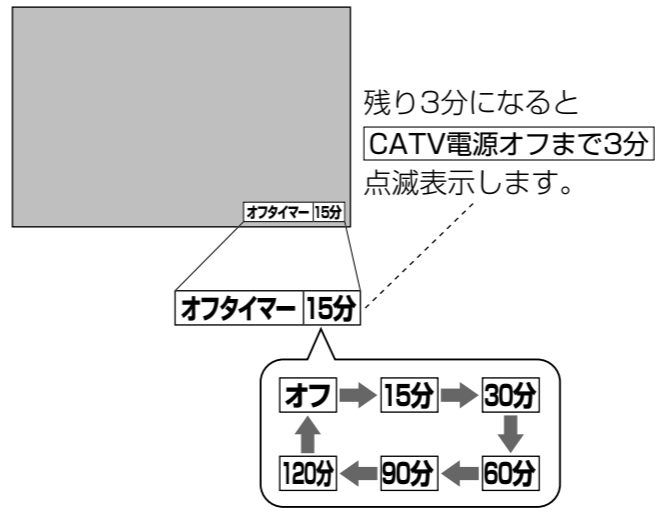 残り3分になると
CATV電源オフまで3分
点滅表示します。
オフタイマー 15分
オフタイマー 15分
オフ 15分 30分
120分 90分 60分